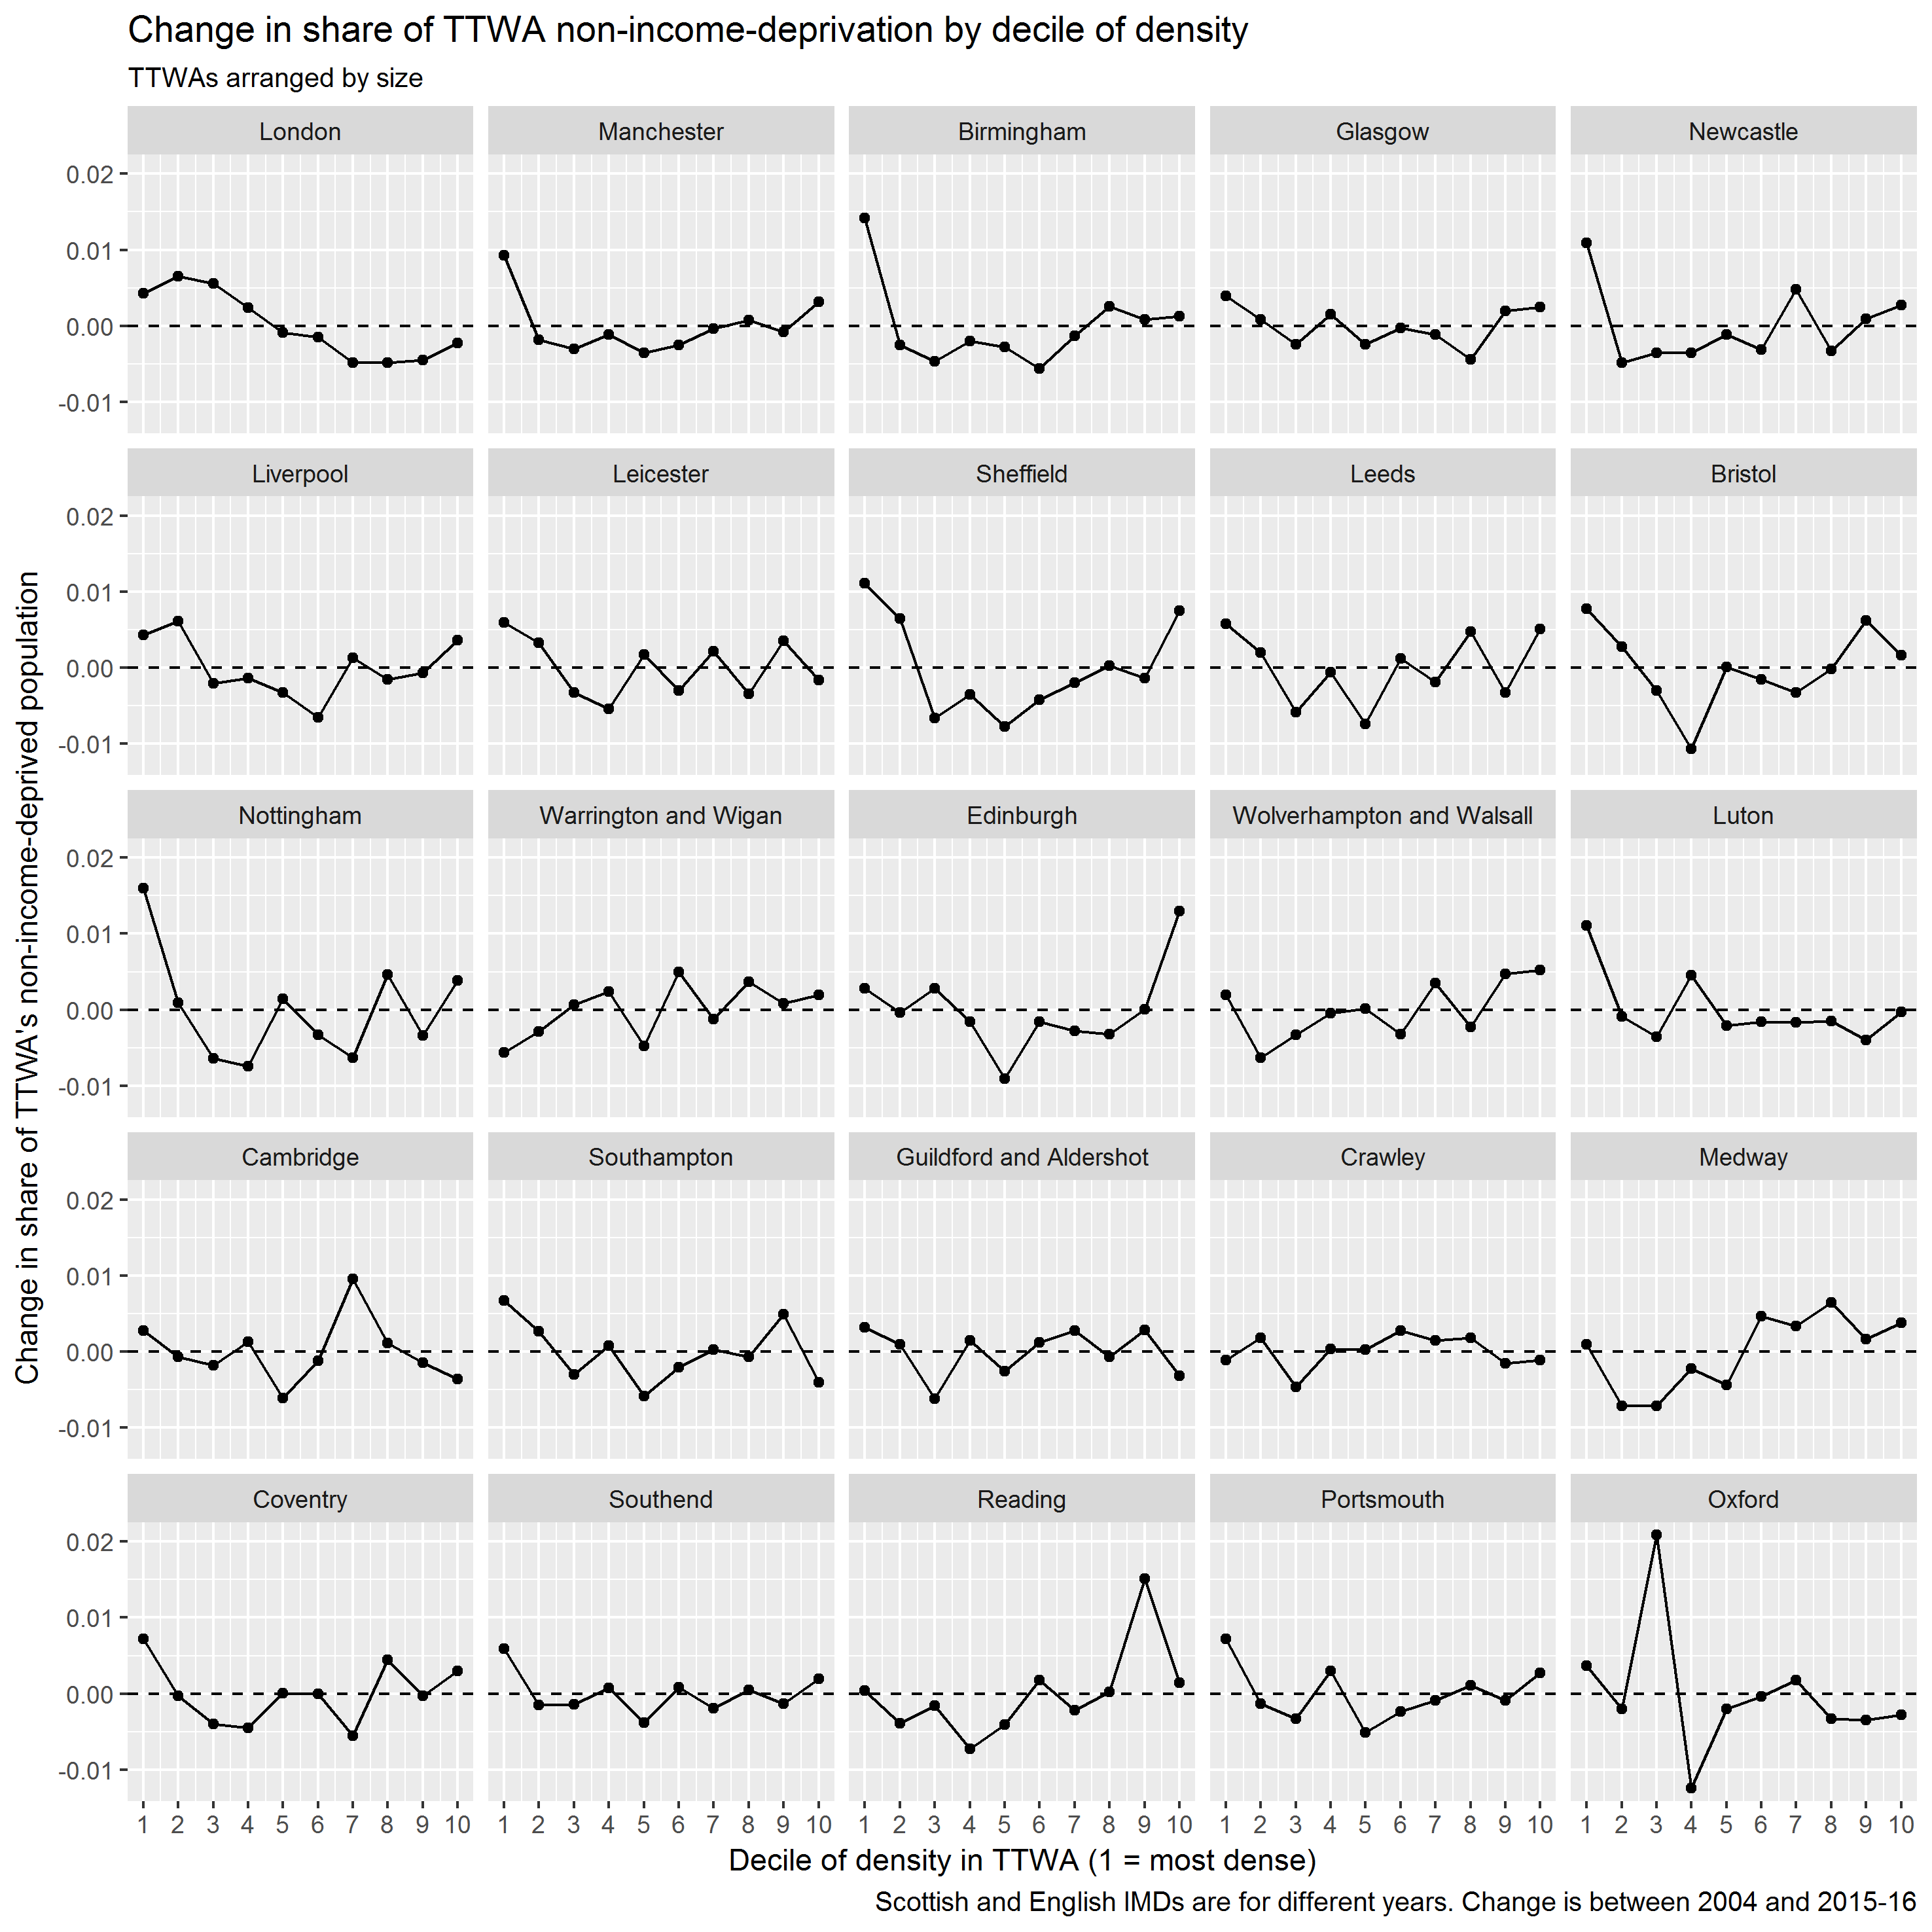 Change in share of TTWA non-income-deprivation by decile of density
TTWAs arranged by size
Change in share of TTWA's non-income-deprived population
London Manchester Birmingham Glasgow Newcastle
0.02
0.01
0.00
-0.01
Liverpool Leicester Sheffield Leeds Bristol
0.02
0.01
0.00
-0.01
Nottingham Warrington and Wigan Edinburgh Wolverhampton and Walsall Luton
0.02
0.01
0.00
-0.01
Cambridge Southampton Guildford and Aldershot Crawley Medway
0.02
0.01
0.00
-0.01
Coventry Southend Reading Portsmouth Oxford
0.02
0.01
0.00
-0.01
1 2 3 4 5 6 7 8 9 10 1 2 3 4 5 6 7 8 9 10 1 2 3 4 5 6 7 8 9 10 1 2 3 4 5 6 7 8 9 10 1 2 3 4 5 6 7 8 9 10
Decile of density in TTWA (1 = most dense)
Scottish and English IMDs are for different years. Change is between 2004 and 2015-16